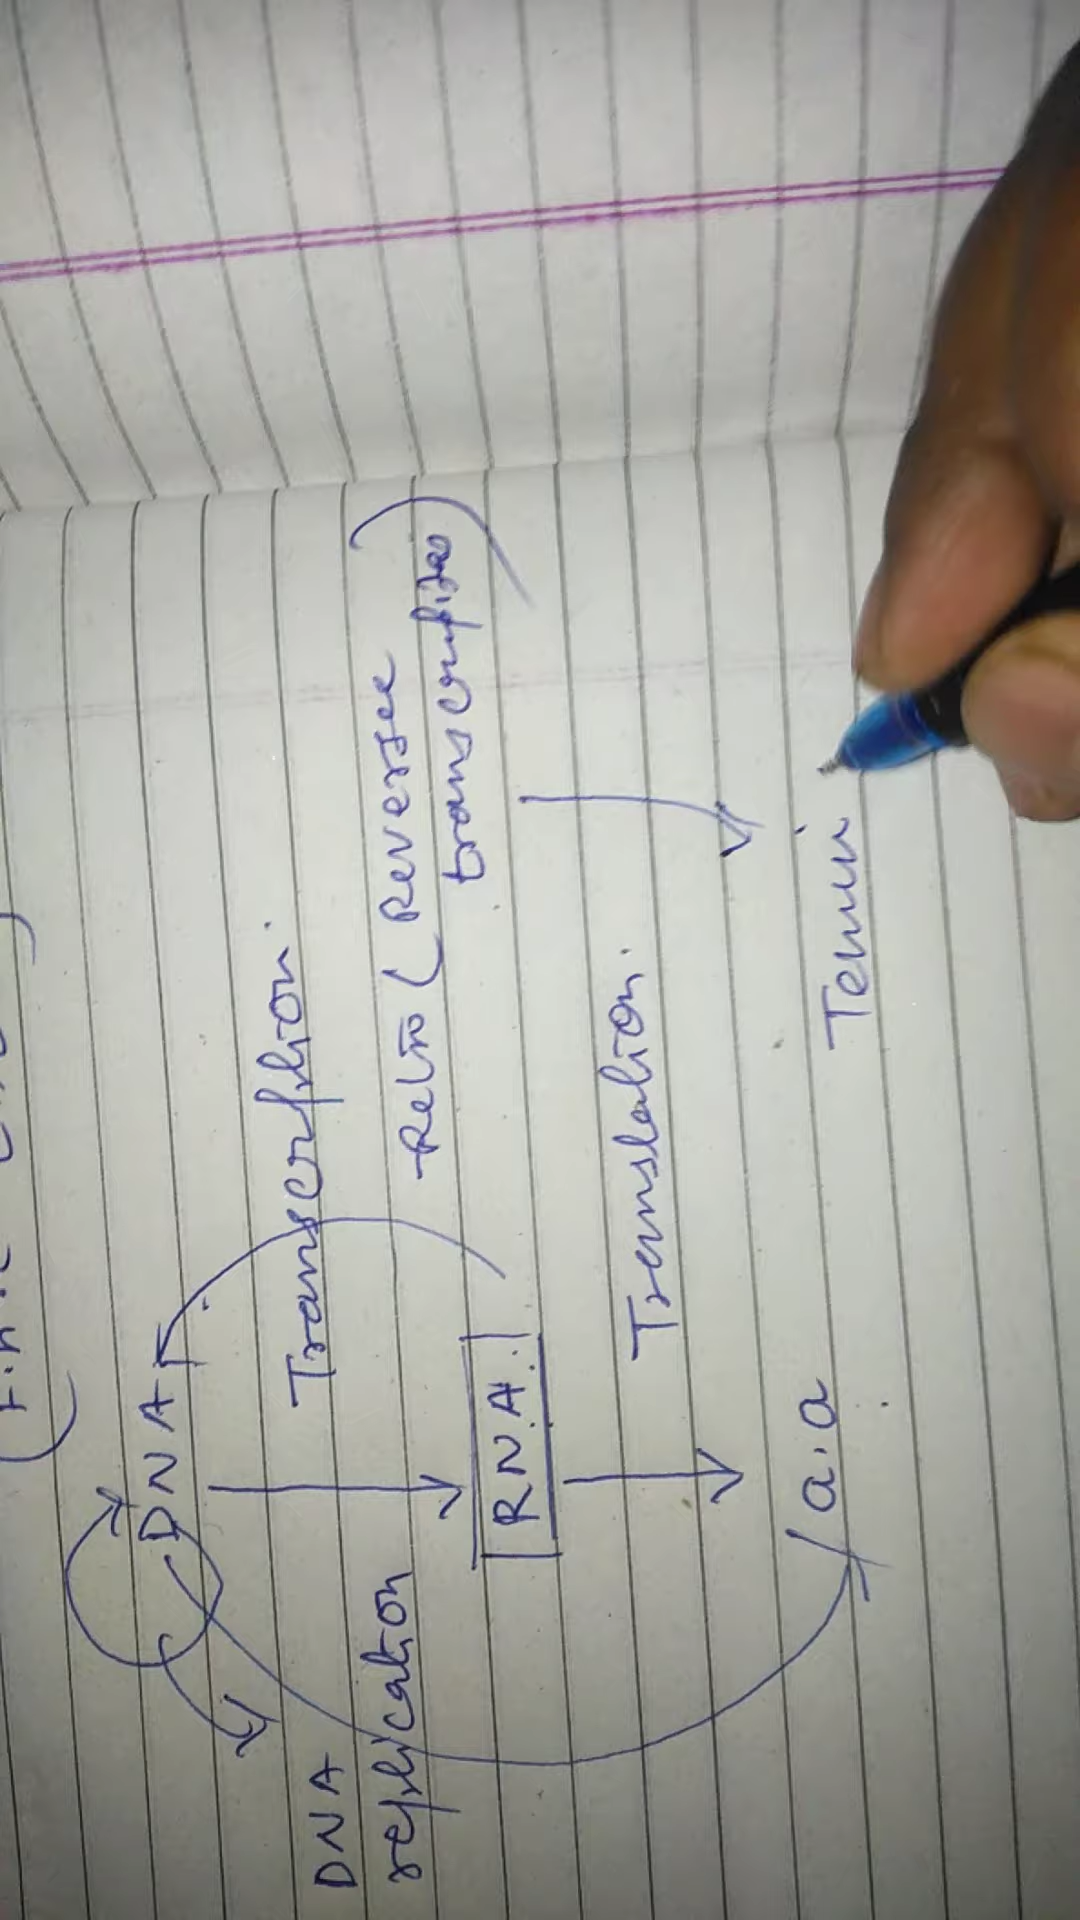 DNA
Transcription.
DNA
replication
Retro (Reverse
transcription)
RNA
Translation.
a.a
Temin